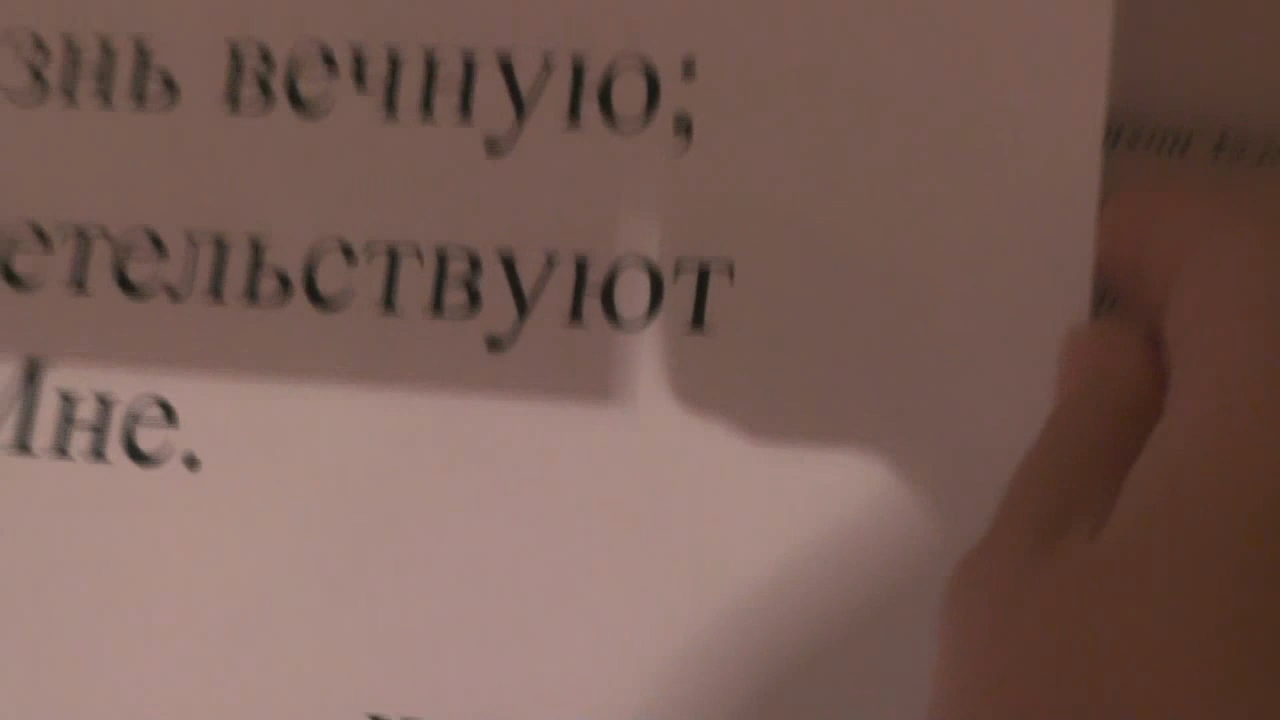 знь вечную;
етельствуют
Мне.